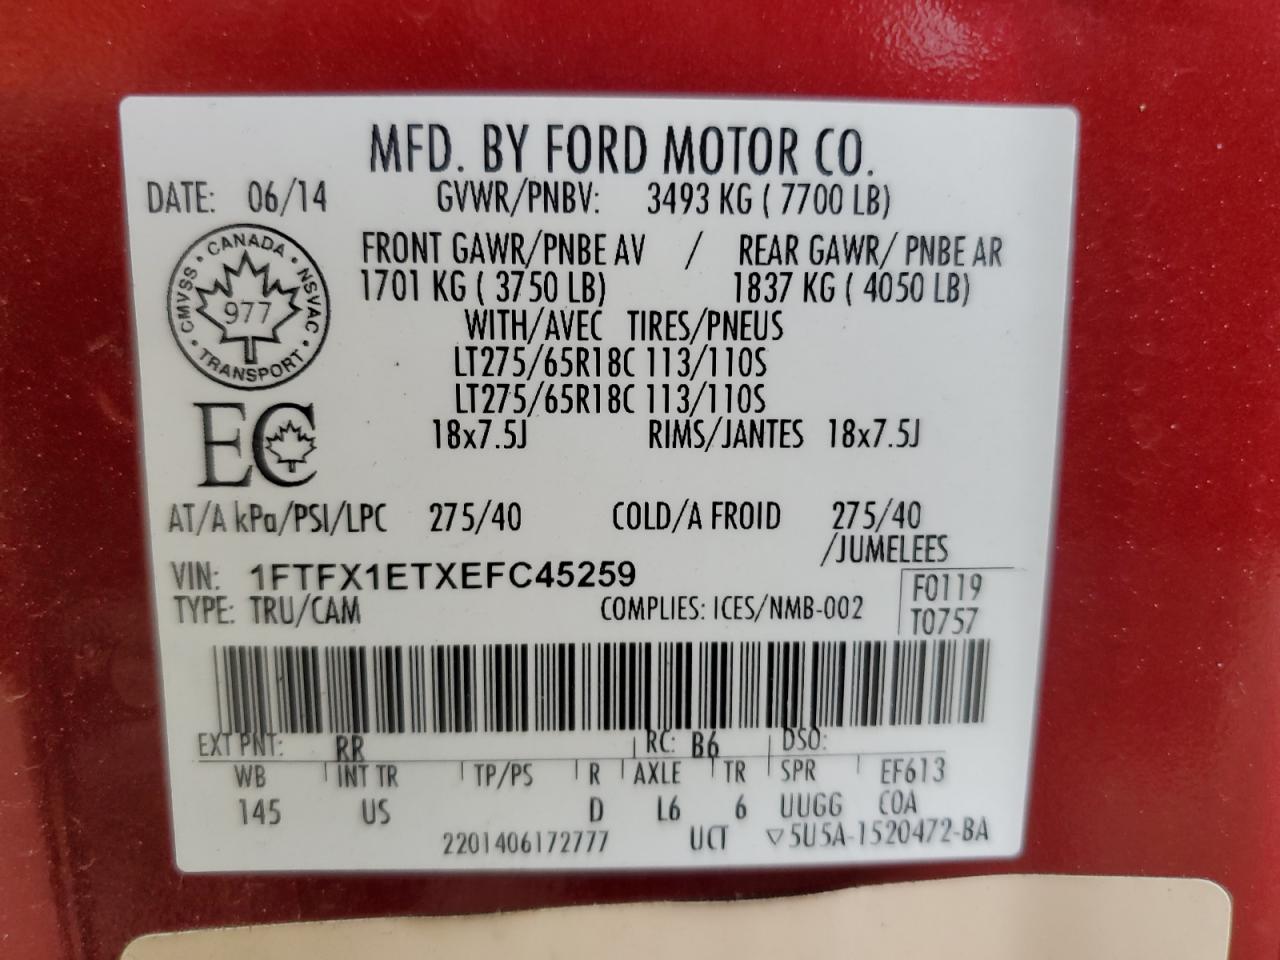 MFD. BY FORD MOTOR CO.
DATE: 06/14 GVWR/PNBV: 3493 KG ( 7700 LB)
CANADA
CMVSS
NSVAC
977
TRANSPORT
FRONT GAWR/PNBE AV / REAR GAWR/ PNBE AR
1701 KG ( 3750 LB) 1837 KG ( 4050 LB)
WITH/AVEC TIRES/PNEUS
LT275/65R18C 113/110S
LT275/65R18C 113/110S
EC
18x7.5J RIMS/JANTES 18x7.5J
AT/A kPa/PSI/LPC 275/40 COLD/A FROID 275/40
/JUMELEES
VIN: 1FTFX1ETXEFC45259
F0119
TYPE: TRU/CAM COMPLIES: ICES/NMB-002
T0757
EXT PNT: RR RC: B6 DSO:
WB INT TR TP/PS R AXLE TR SPR EF613
145 US D L6 6 UUGG COA
2201406172777 UCT ▽5U5A-1520472-BA